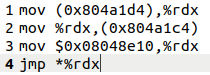 1 mov (0x804a1d4),%rdx
2 mov %rdx,(0x804a1c4)
3 mov $0x08048e10,%rdx
4 jmp *%rdx